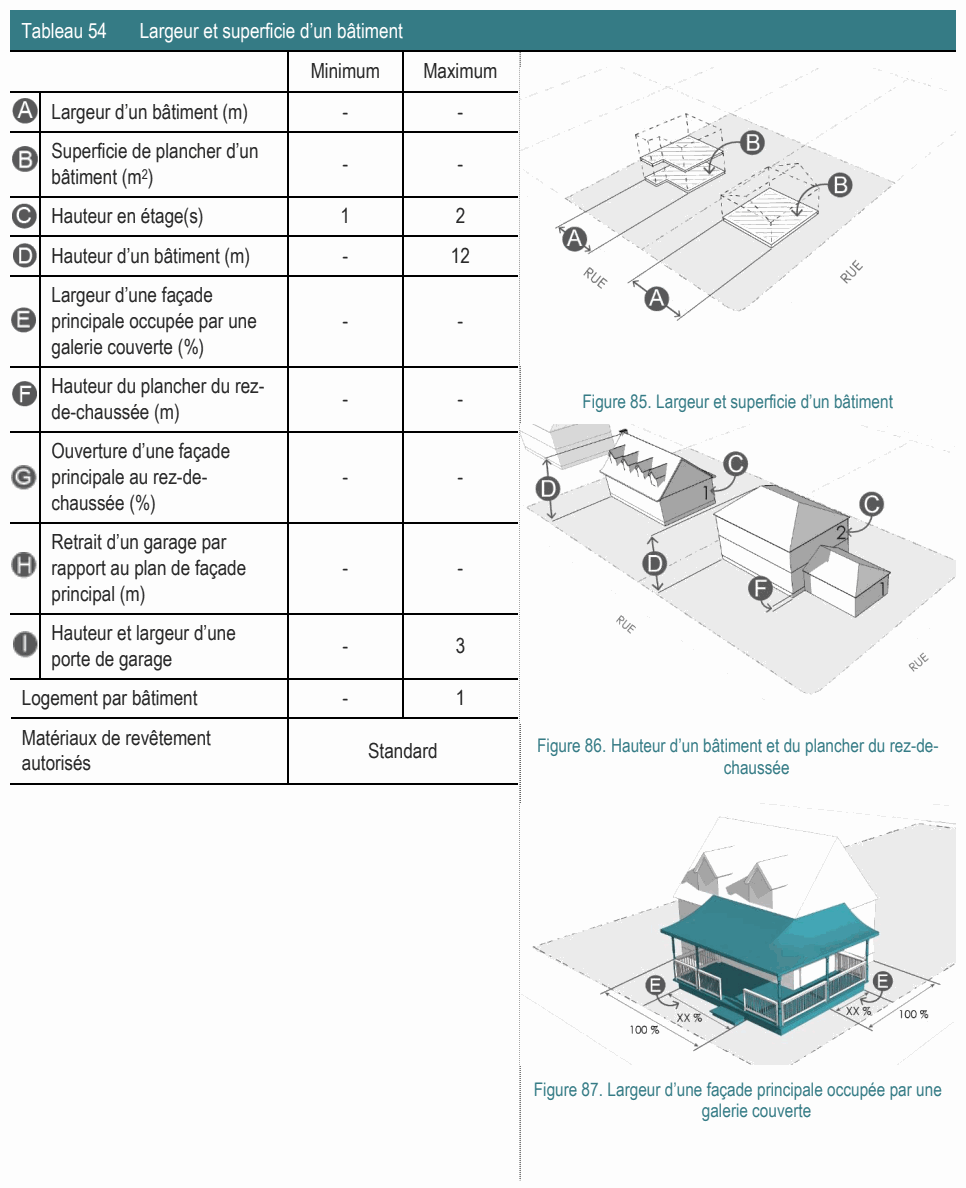 Tableau 54 Largeur et superficie d'un bâtiment
Minimum Maximum
A Largeur d'un bâtiment (m) - -
B Superficie de plancher d'un
bâtiment (m²) - -
C Hauteur en étage(s) 1 2
D Hauteur d'un bâtiment (m) - 12
E Largeur d'une façade
principale occupée par une
galerie couverte (%) - -
F Hauteur du plancher du rez-
de-chaussée (m) - -
G Ouverture d'une façade
principale au rez-de-
chaussée (%) - -
H Retrait d'un garage par
rapport au plan de façade
principal (m) - -
I Hauteur et largeur d'une
porte de garage - 3
Logement par bâtiment - 1
Matériaux de revêtement
autorisés Standard
B
B
A
RUE
RUE
A
Figure 85. Largeur et superficie d'un bâtiment
C
D
1
C
2
D
F
1
RUE
RUE
Figure 86. Hauteur d'un bâtiment et du plancher du rez-de-
chaussée
E
E
XX %
XX %
100 %
100 %
Figure 87. Largeur d'une façade principale occupée par une
galerie couverte